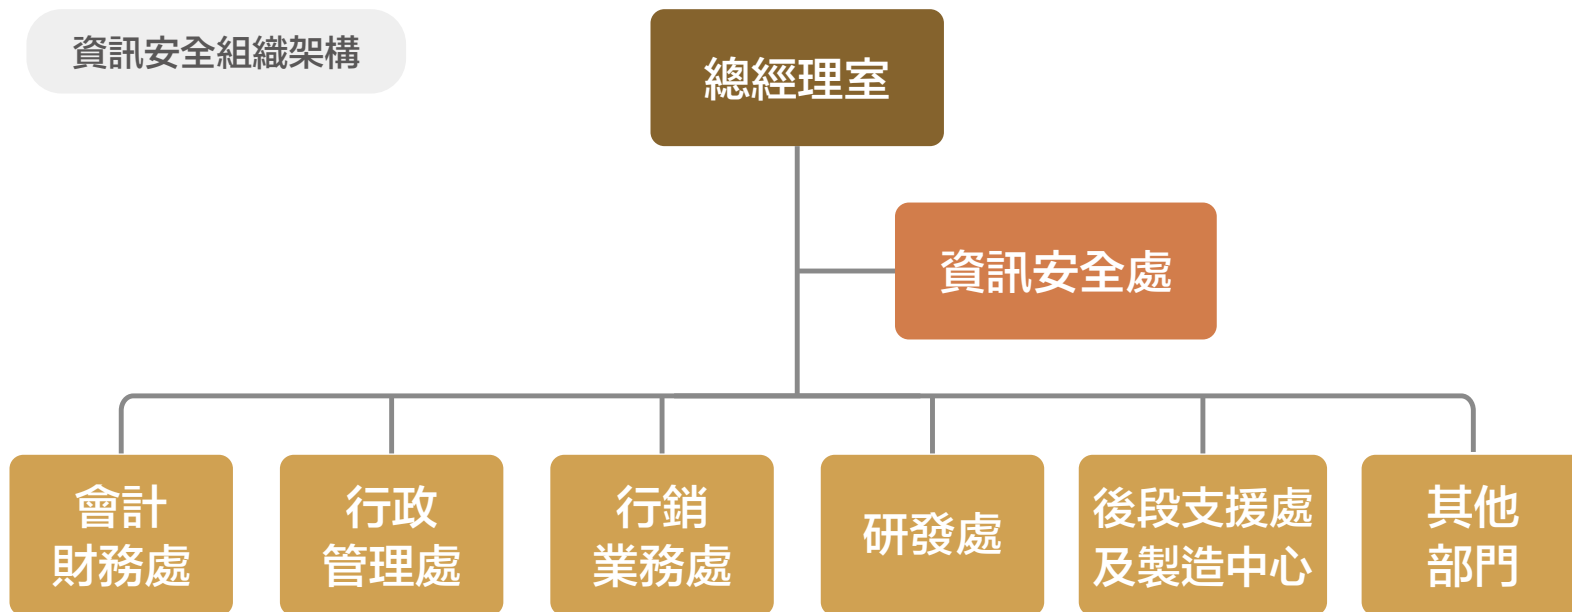 資訊安全組織架構
總經理室
資訊安全處
會計
財務處
行政
管理處
行銷
業務處
研發處
後段支援處
及製造中心
其他
部門